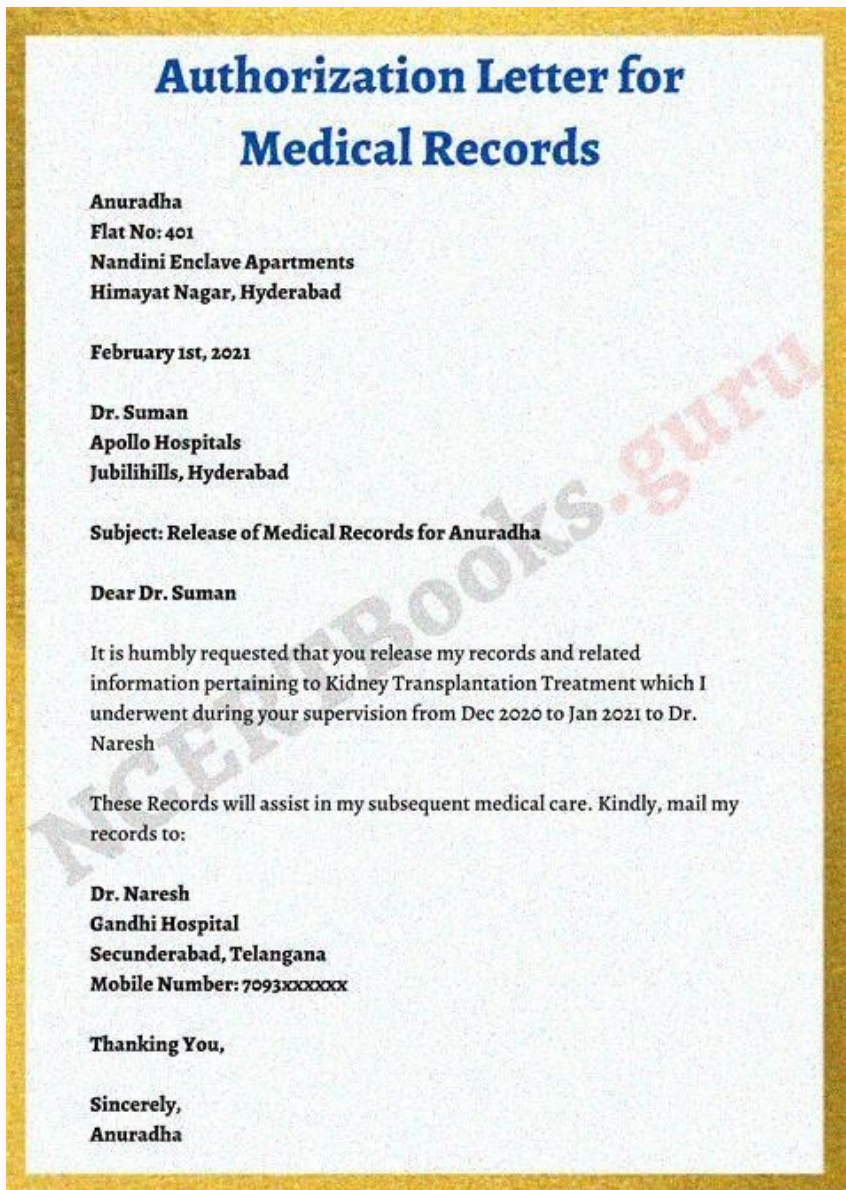 Authorization Letter for
Medical Records
Anuradha
Flat No: 401
Nandini Enclave Apartments
Himayat Nagar, Hyderabad
February 1st, 2021
Dr. Suman
Apollo Hospitals
Jubilihills, Hyderabad
Subject: Release of Medical Records for Anuradha
Dear Dr. Suman
It is humbly requested that you release my records and related
information pertaining to Kidney Transplantation Treatment which I
underwent during your supervision from Dec 2020 to Jan 2021 to Dr.
Naresh
These Records will assist in my subsequent medical care. Kindly, mail my
records to:
Dr. Naresh
Gandhi Hospital
Secunderabad, Telangana
Mobile Number: 7093xxxxxx
Thanking You,
Sincerely,
Anuradha
NCERTBooks.guru